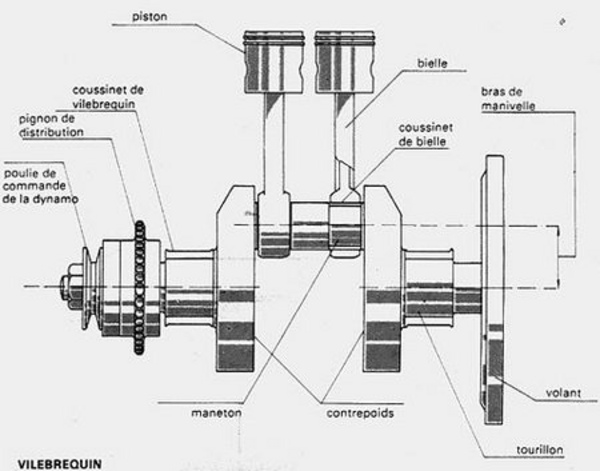 piston
bielle
coussinet de
vilebrequin
bras de
manivelle
pignon de
distribution
coussinet
de bielle
poulie de
commande
de la dynamo
maneton
contrepoids
volant
tourillon
VILEBREQUIN